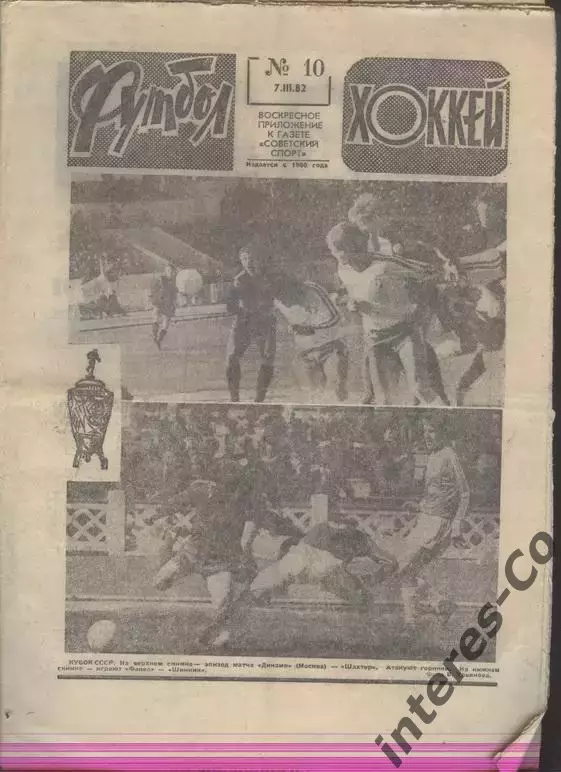 Футбол
№ 10
7.III.82
ВОСКРЕСНОЕ
ПРИЛОЖЕНИЕ
К ГАЗЕТЕ
«СОВЕТСКИЙ
СПОРТ»
Издается с 1960 года
ХОККЕЙ
КУБОК СССР. На верхнем снимке — эпизод матча «Динамо» (Москва) — «Шахтер». Атакуют горняки. На нижнем
снимке — играют «Факел» — «Шинник».
interes-Co